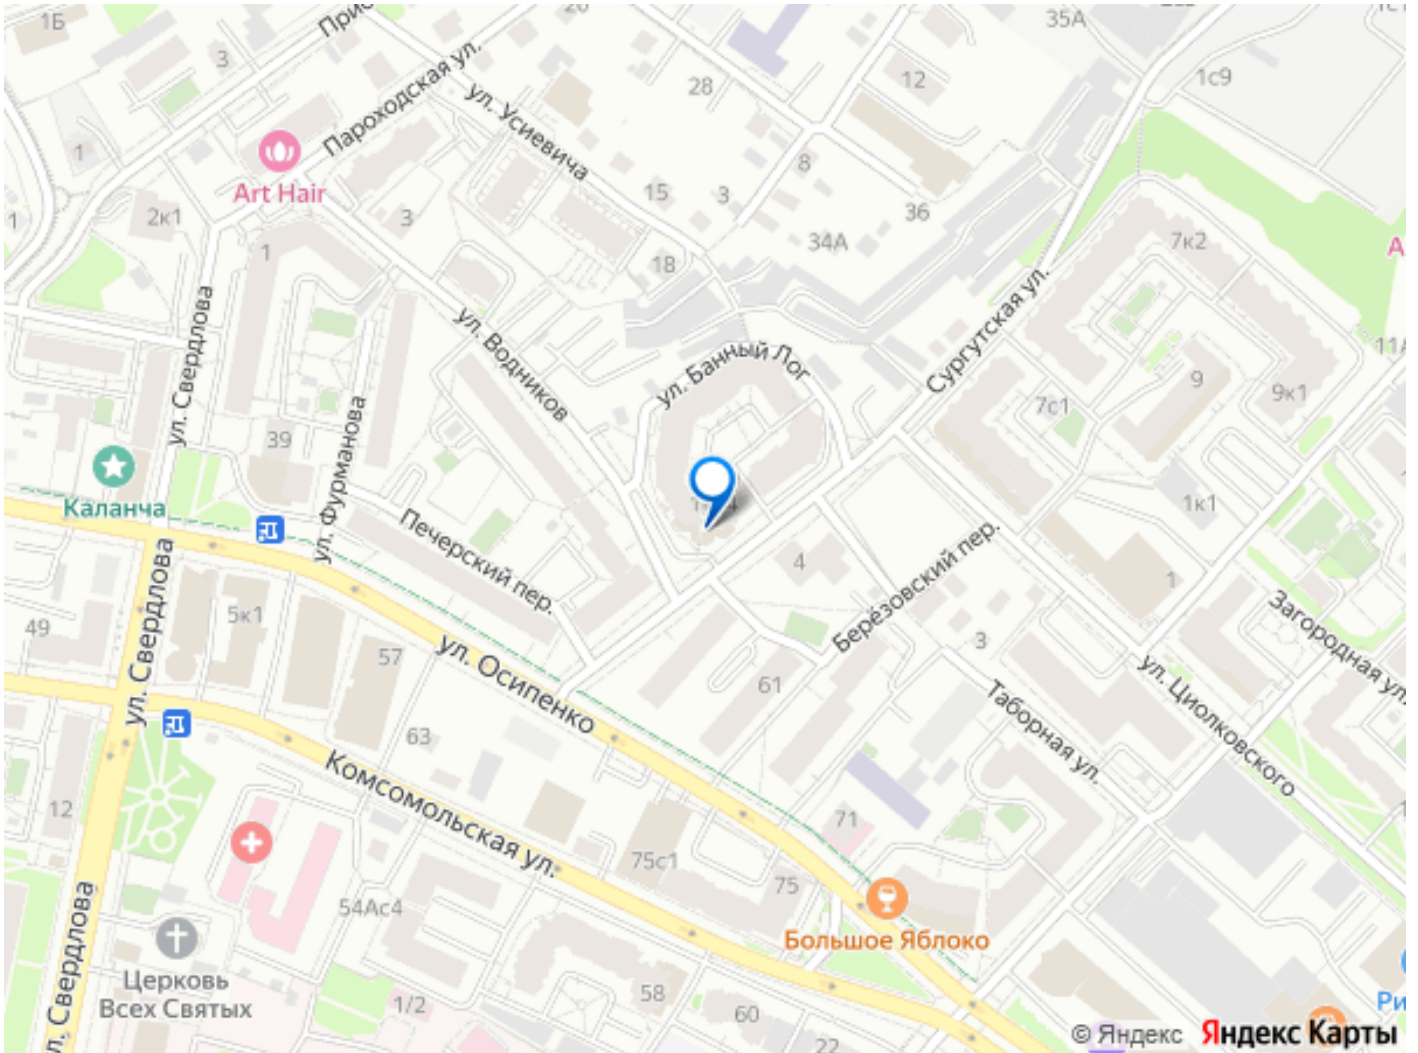 1Б
35А
3
28
12
1с9
Пароходская ул.
ул. Усиевича
1
8
Art Hair
15
3
1
2к1
3
36
34А
7к2
1
18
ул. Свердлова
ул. Водников
Сургутская ул.
ул. Банный Лог
11А
9
9к1
7с1
ул. Фурманова
39
Каланча
1к1
Печерский пер.
4
Берёзовский пер.
1
Загородная ул.
5к1
49
ул. Свердлова
57
ул. Осипенко
3
61
ул. Циолковского
Таборная ул.
63
Комсомольская ул.
12
71
75с1
75
54Ас4
Большое Яблоко
ул. Свердлова
Церковь
Всех Святых
58
1/2
60
22
© Яндекс Яндекс Карты